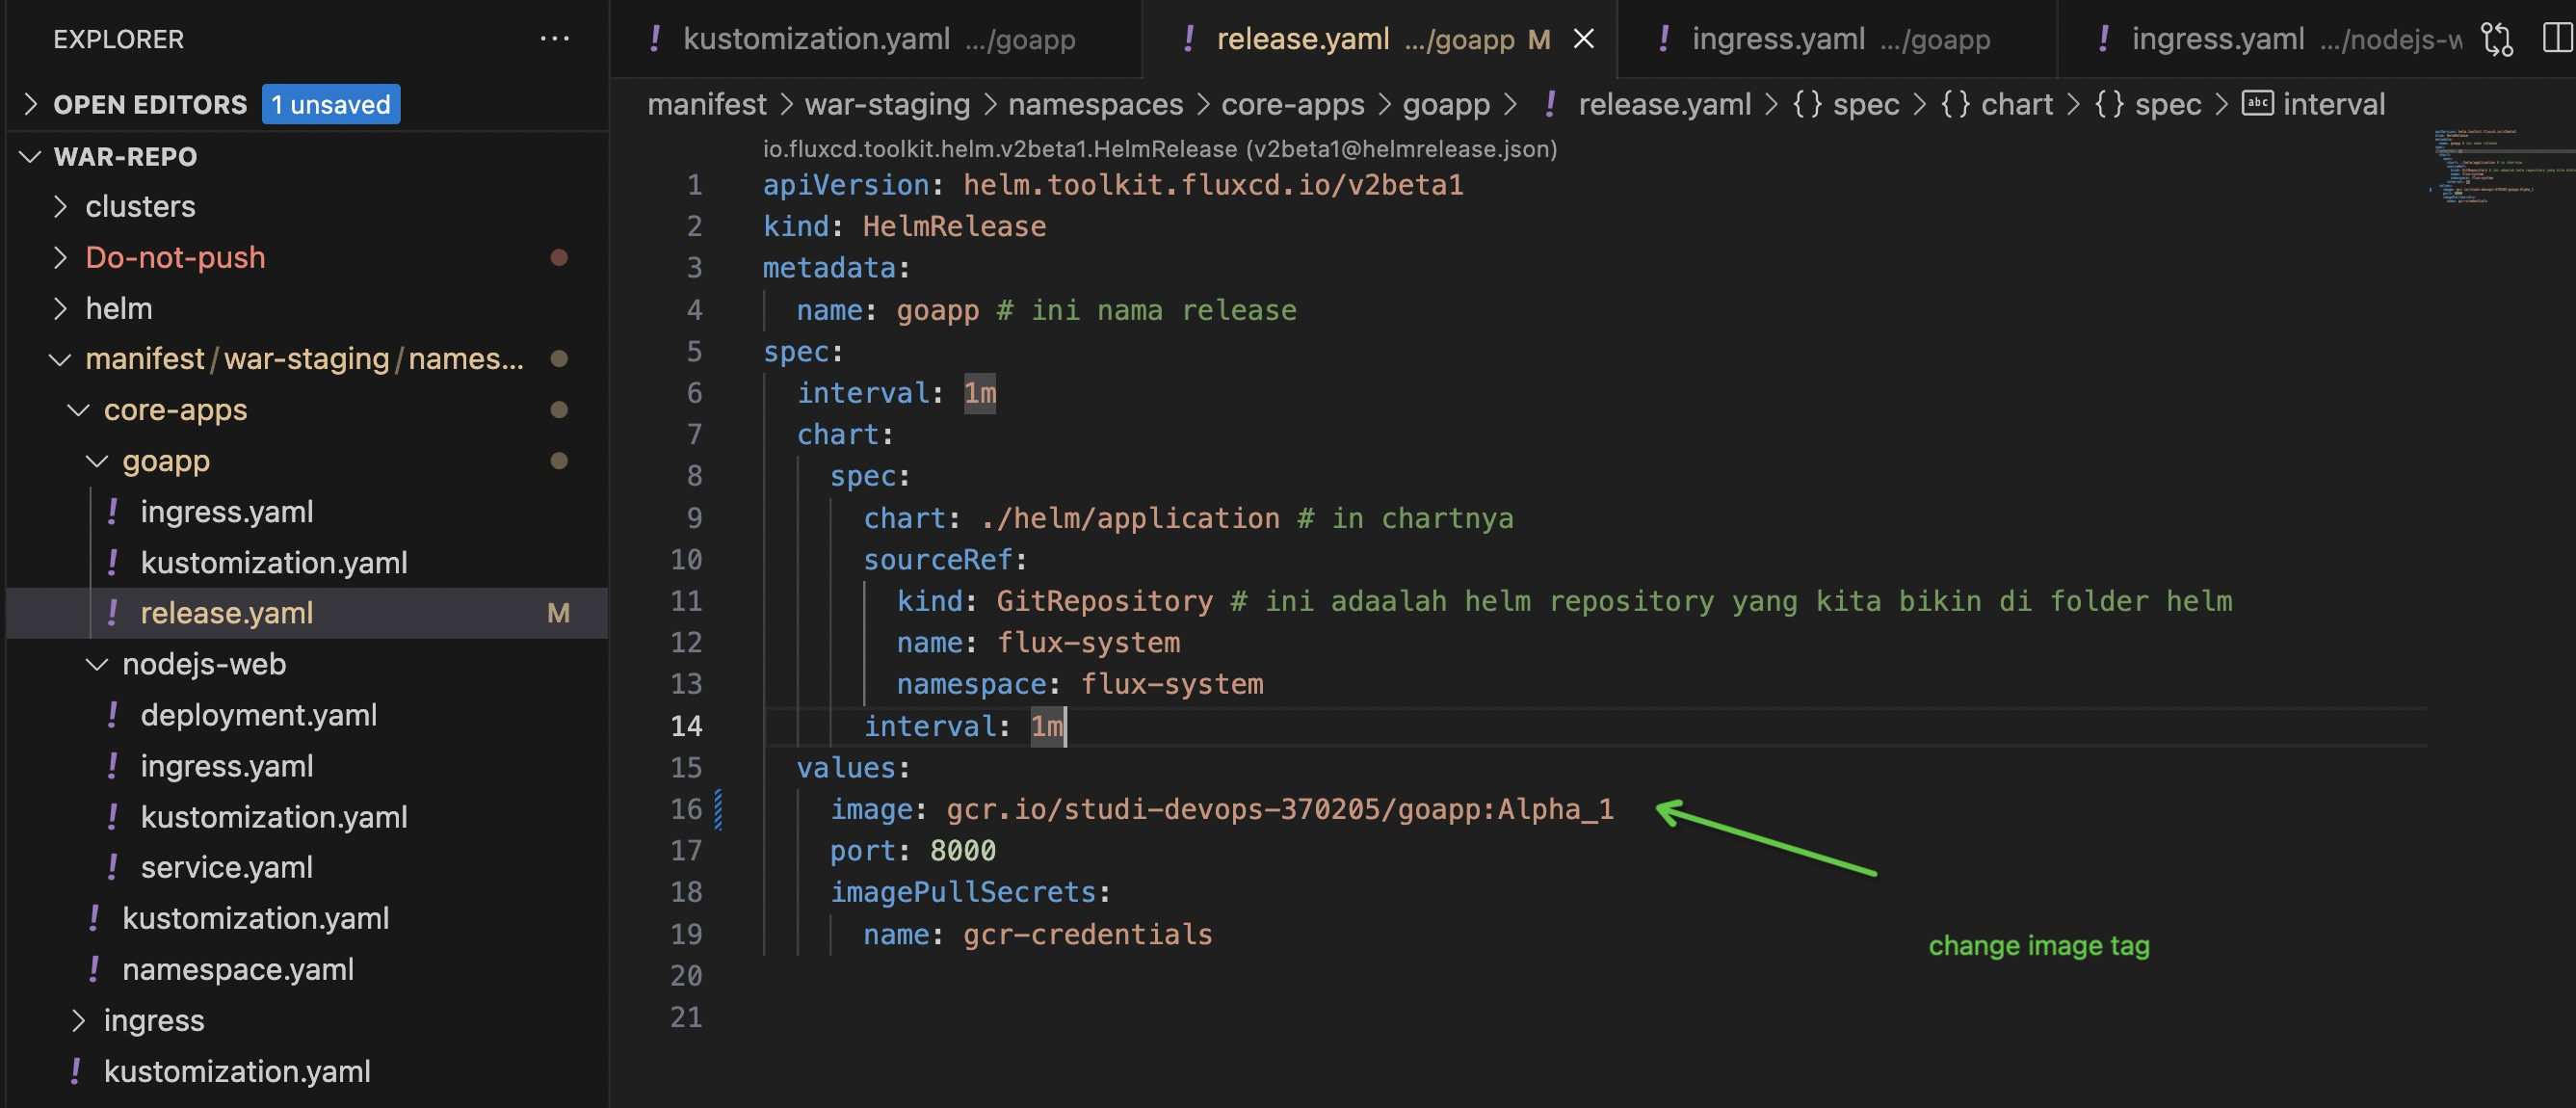 EXPLORER ...
OPEN EDITORS 1 unsaved
WAR-REPO
clusters
Do-not-push
helm
manifest/war-staging/names...
core-apps
goapp
! ingress.yaml
! kustomization.yaml
! release.yaml M
nodejs-web
! deployment.yaml
! ingress.yaml
! kustomization.yaml
! service.yaml
! kustomization.yaml
! namespace.yaml
ingress
! kustomization.yaml
! kustomization.yaml .../goapp
! release.yaml .../goapp M
! ingress.yaml .../goapp
! ingress.yaml .../nodejs-w
manifest > war-staging > namespaces > core-apps > goapp > ! release.yaml > {} spec > {} chart > {} spec > abc interval
io.fluxcd.toolkit.helm.v2beta1.HelmRelease (v2beta1@helmrelease.json)
1 apiVersion: helm.toolkit.fluxcd.io/v2beta1
2 kind: HelmRelease
3 metadata:
4 name: goapp # ini nama release
5 spec:
6 interval: 1m
7 chart:
8 spec:
9 chart: ./helm/application # in chartnya
10 sourceRef:
11 kind: GitRepository # ini adaalah helm repository yang kita bikin di folder helm
12 name: flux-system
13 namespace: flux-system
14 interval: 1m
15 values:
16 image: gcr.io/studi-devops-370205/goapp:Alpha_1
17 port: 8000
18 imagePullSecrets:
19 name: gcr-credentials
20
21
change image tag